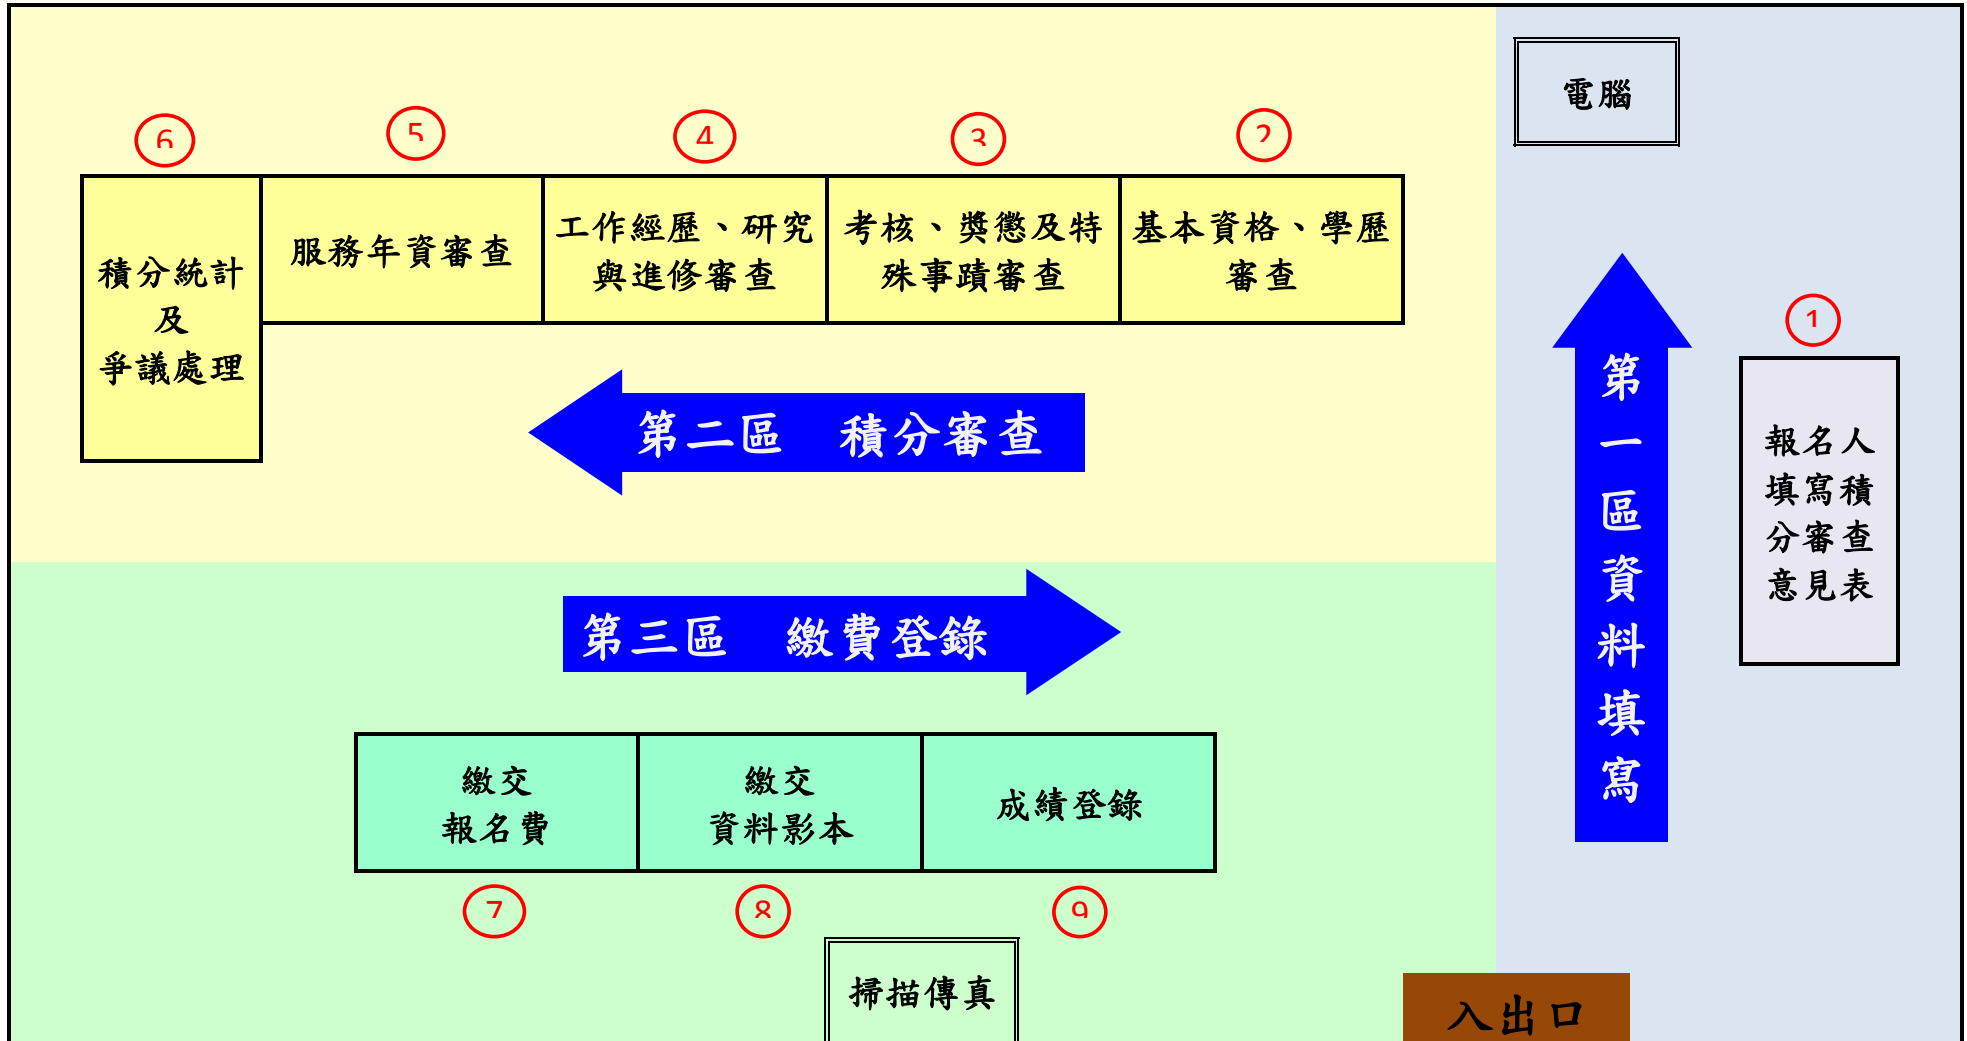 電腦
①
報名人
填寫積
分審查
意見表
第一區資料填寫
②
基本資格、學歷
審查
③
考核、獎懲及特
殊事蹟審查
④
工作經歷、研究
與進修審查
⑤
服務年資審查
⑥
積分統計
及
爭議處理
第二區 積分審查
第三區 繳費登錄
繳交
報名費
⑦
繳交
資料影本
⑧
成績登錄
⑨
掃描傳真
入出口